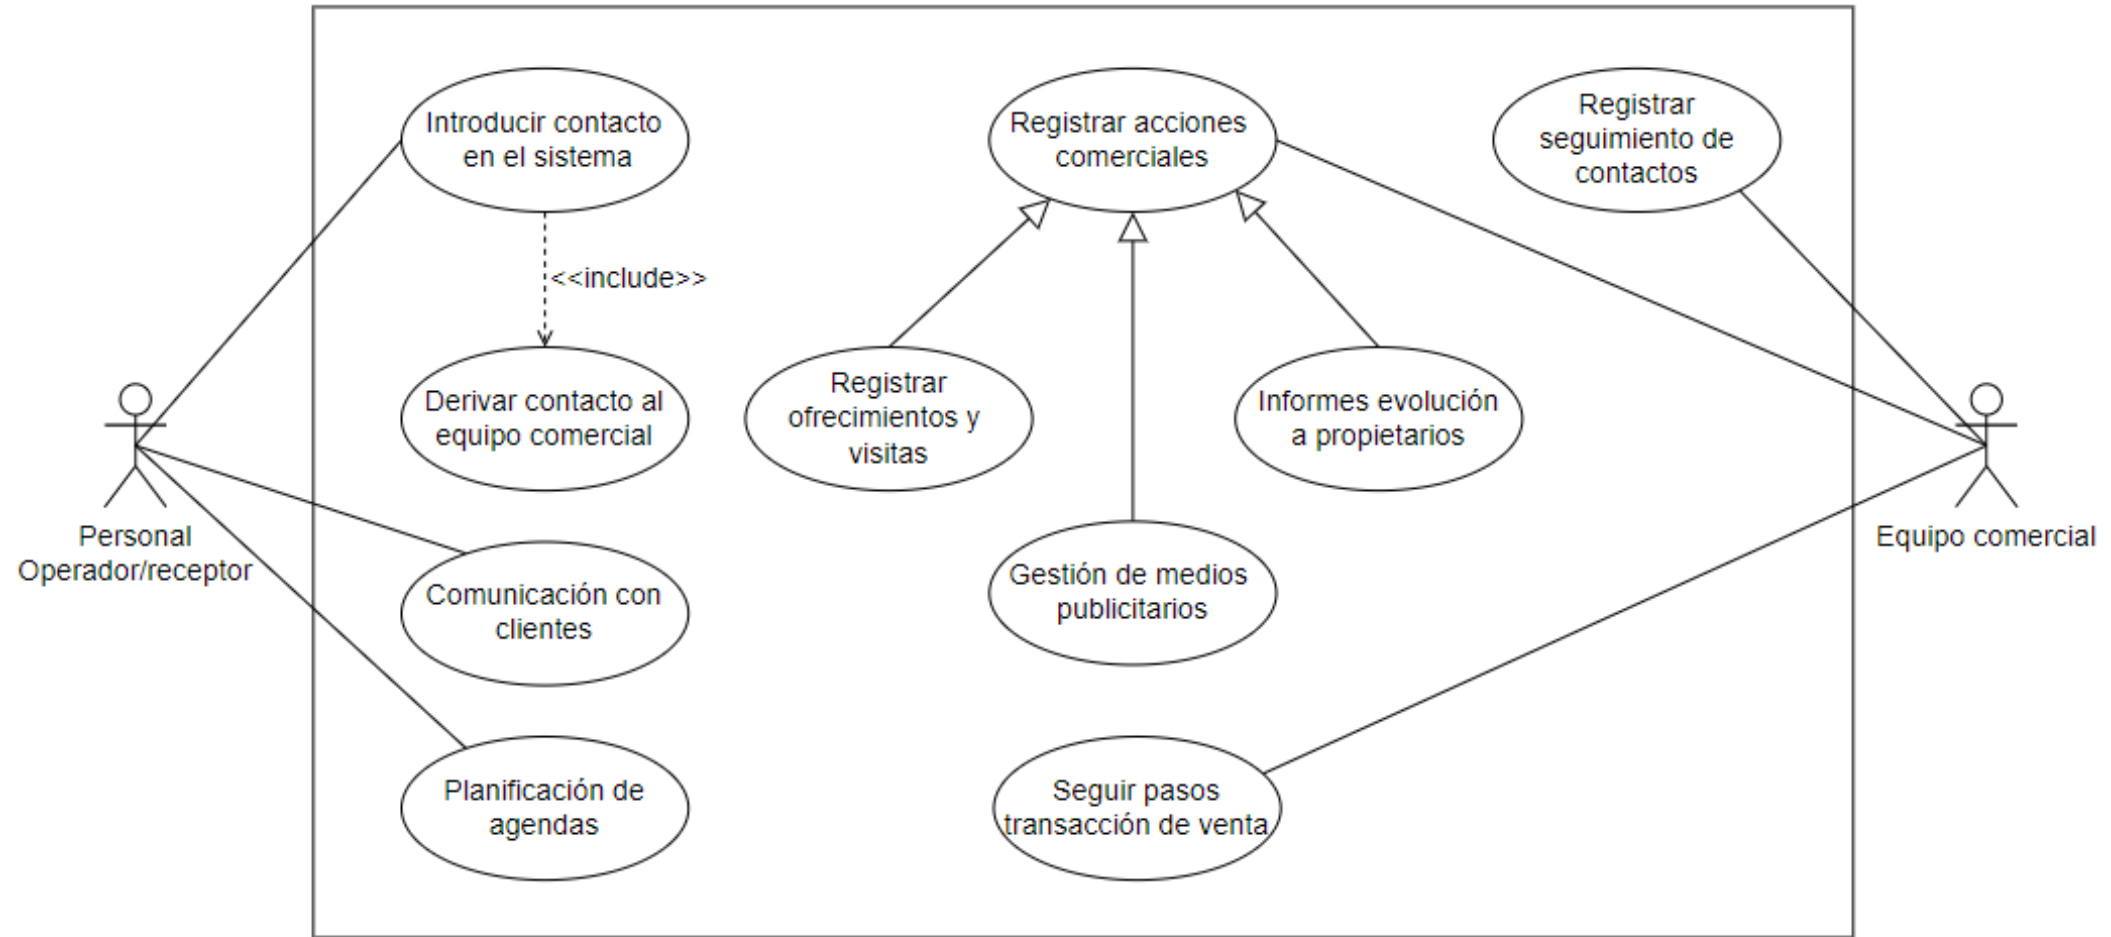 Introducir contacto
en el sistema
Registrar acciones
comerciales
Registrar
seguimiento de
contactos
<<include>>
Derivar contacto al
equipo comercial
Registrar
ofrecimientos y
visitas
Informes evolución
a propietarios
Personal
Operador/receptor
Equipo comercial
Comunicación con
clientes
Gestión de medios
publicitarios
Planificación de
agendas
Seguir pasos
transacción de venta